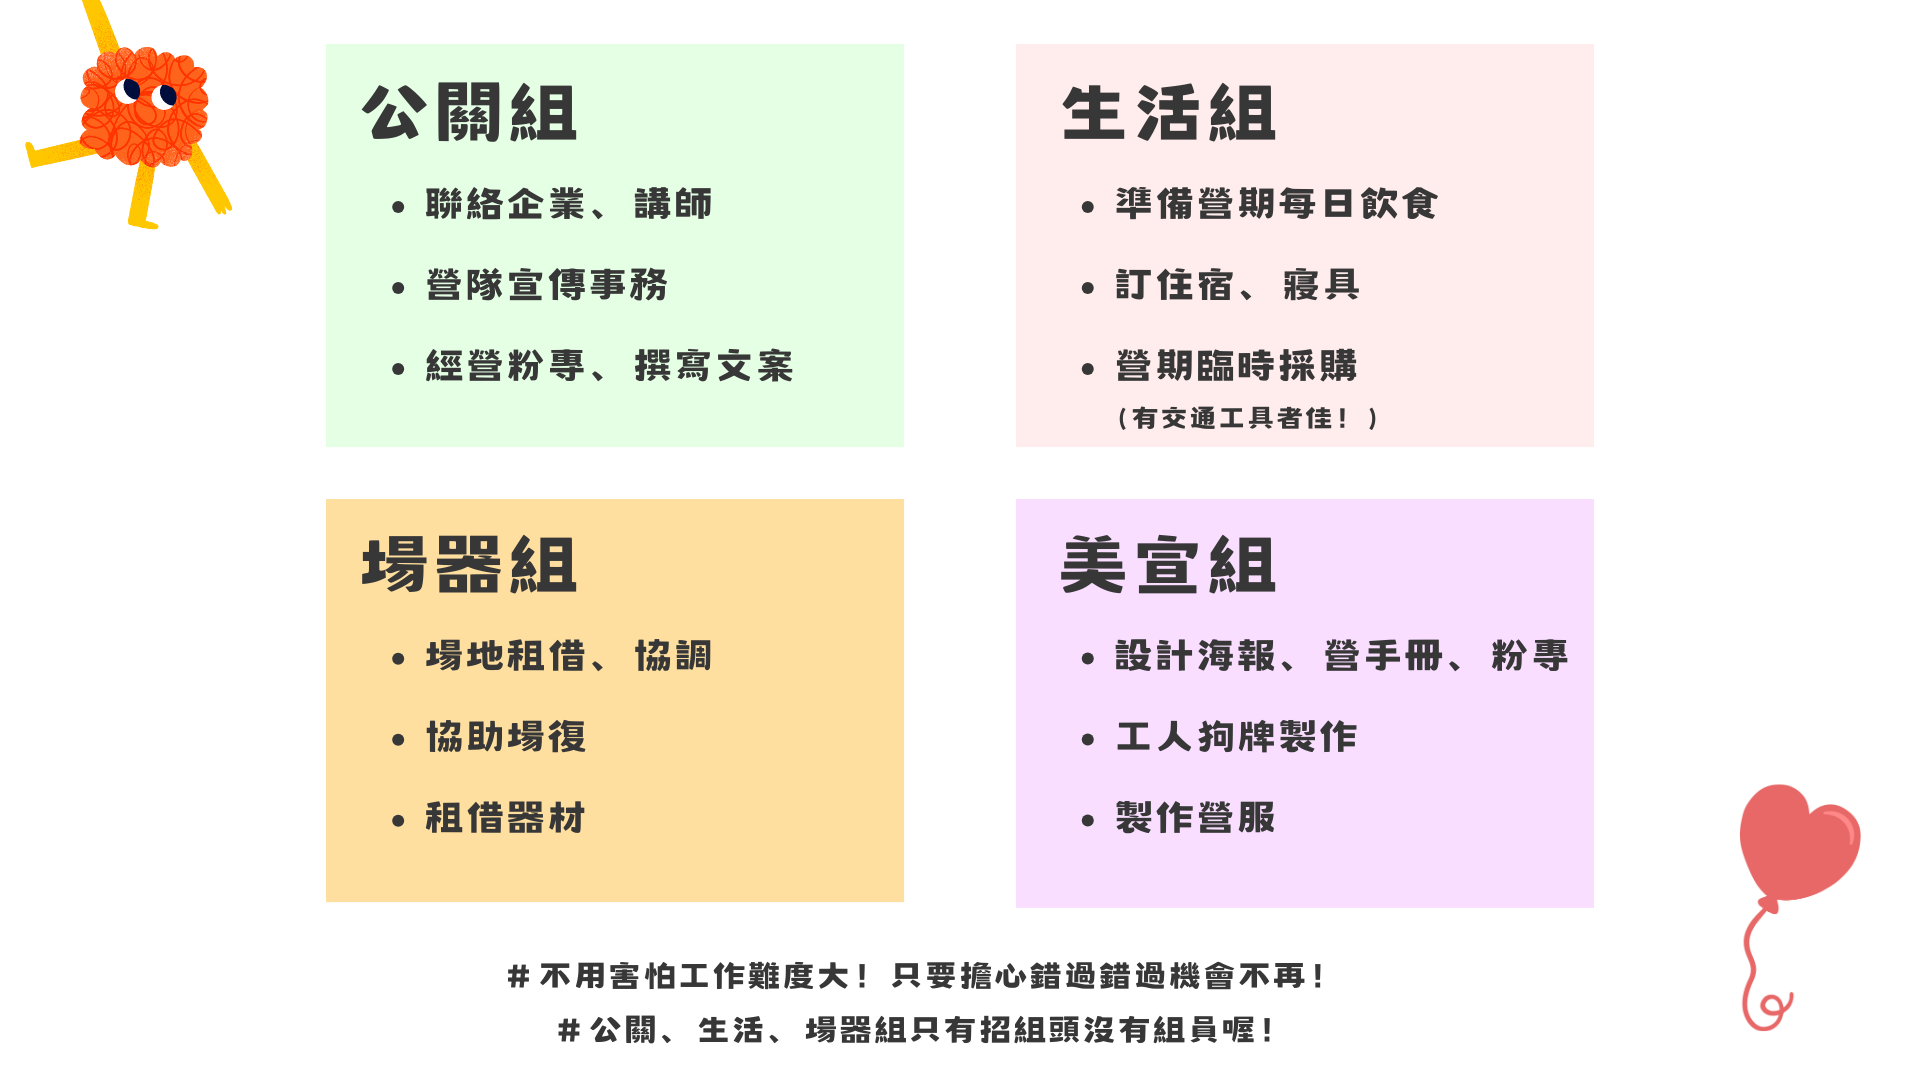 公關組
• 聯絡企業、講師
• 營隊宣傳事務
• 經營粉專、撰寫文案
生活組
• 準備營期每日飲食
• 訂住宿、寢具
• 營期臨時採購
(有交通工具者佳！)
場器組
• 場地租借、協調
• 協助場復
• 租借器材
美宣組
• 設計海報、營手冊、粉專
• 工人狗牌製作
• 製作營服
#不用害怕工作難度大！只要擔心錯過錯過機會不再！
#公關、生活、場器組只有招組頭沒有組員喔！